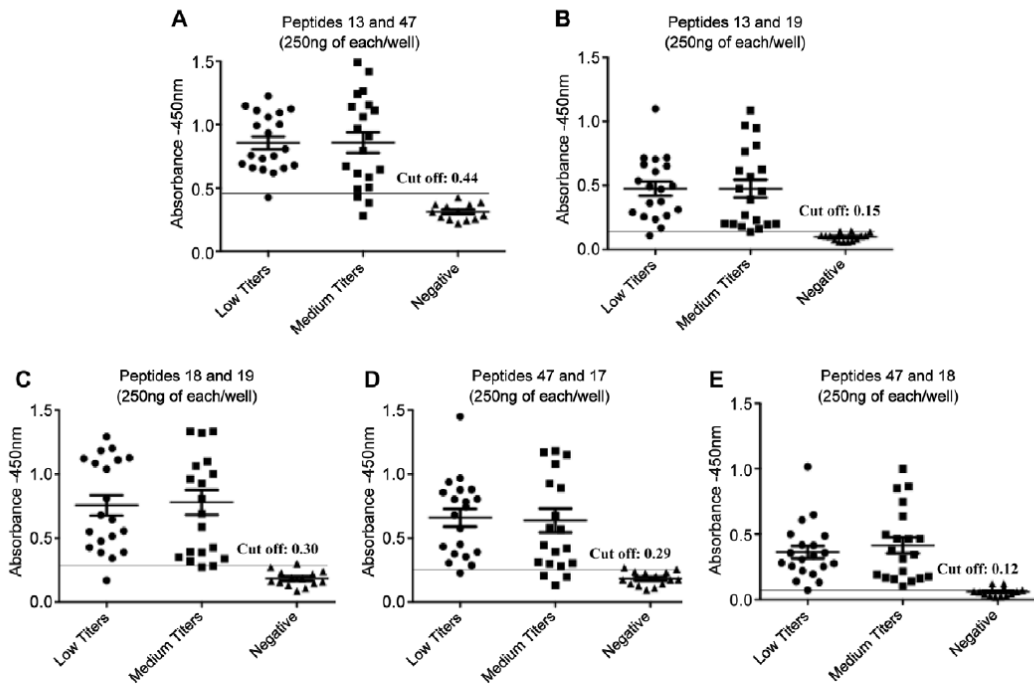 A
Peptides 13 and 47
(250ng of each/well)
Absorbance -450nm
1.5
1.0
0.5
0.0
Cut off: 0.44
Low Titers
Medium Titers
Negative
B
Peptides 13 and 19
(250ng of each/well)
Absorbance -450nm
1.5
1.0
0.5
0.0
Cut off: 0.15
Low Titers
Medium Titers
Negative
C
Peptides 18 and 19
(250ng of each/well)
Absorbance -450nm
1.5
1.0
0.5
0.0
Cut off: 0.30
Low Titers
Medium Titers
Negative
D
Peptides 47 and 17
(250ng of each/well)
Absorbance -450nm
1.5
1.0
0.5
0.0
Cut off: 0.29
Low Titers
Medium Titers
Negative
E
Peptides 47 and 18
(250ng of each/well)
Absorbance -450nm
1.5
1.0
0.5
0.0
Cut off: 0.12
Low Titers
Medium Titers
Negative